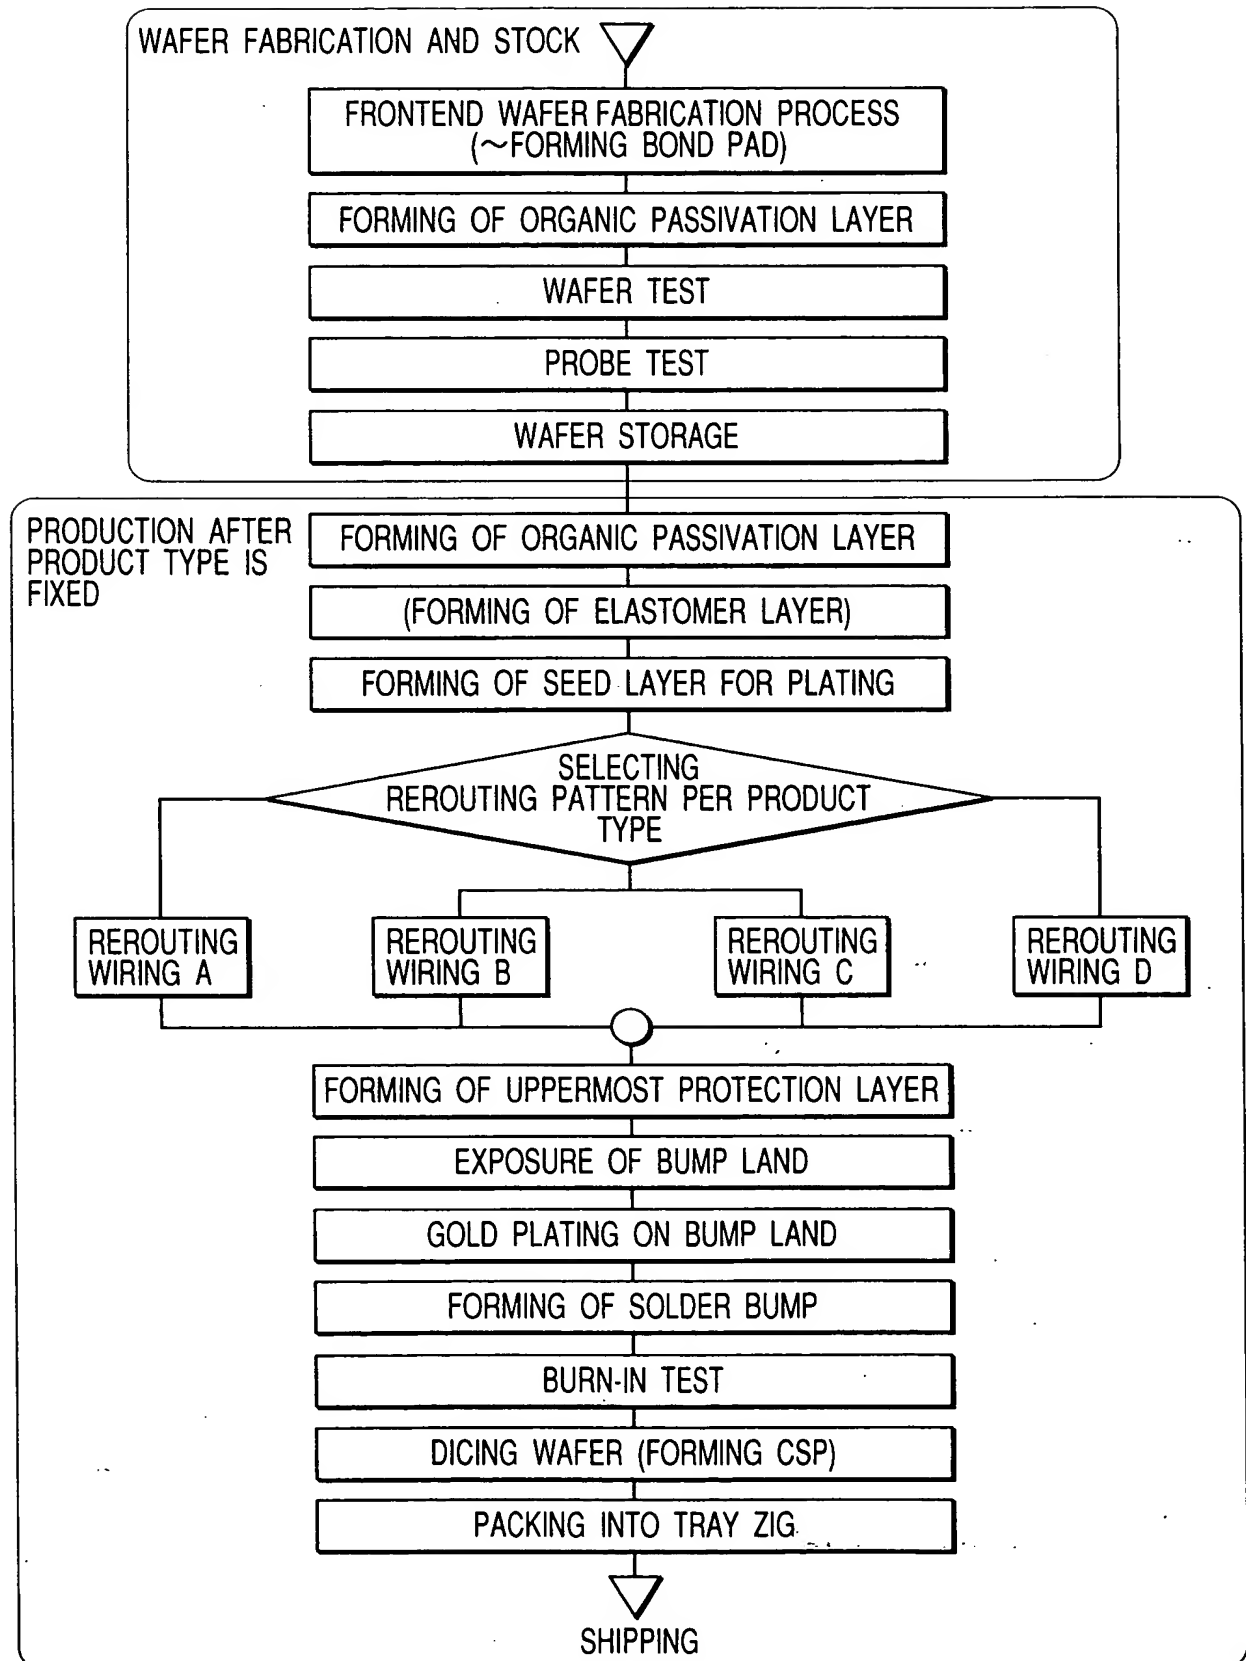 WAFER FABRICATION AND STOCK
FRONTEND WAFER FABRICATION PROCESS
(~FORMING BOND PAD)
FORMING OF ORGANIC PASSIVATION LAYER
WAFER TEST
PROBE TEST
WAFER STORAGE
PRODUCTION AFTER
PRODUCT TYPE IS
FIXED
FORMING OF ORGANIC PASSIVATION LAYER
(FORMING OF ELASTOMER LAYER)
FORMING OF SEED LAYER FOR PLATING
SELECTING
REROUTING PATTERN PER PRODUCT
TYPE
REROUTING
WIRING A
REROUTING
WIRING B
REROUTING
WIRING C
REROUTING
WIRING D
FORMING OF UPPERMOST PROTECTION LAYER
EXPOSURE OF BUMP LAND
GOLD PLATING ON BUMP LAND
FORMING OF SOLDER BUMP
BURN-IN TEST
DICING WAFER (FORMING CSP)
PACKING INTO TRAY ZIG
SHIPPING